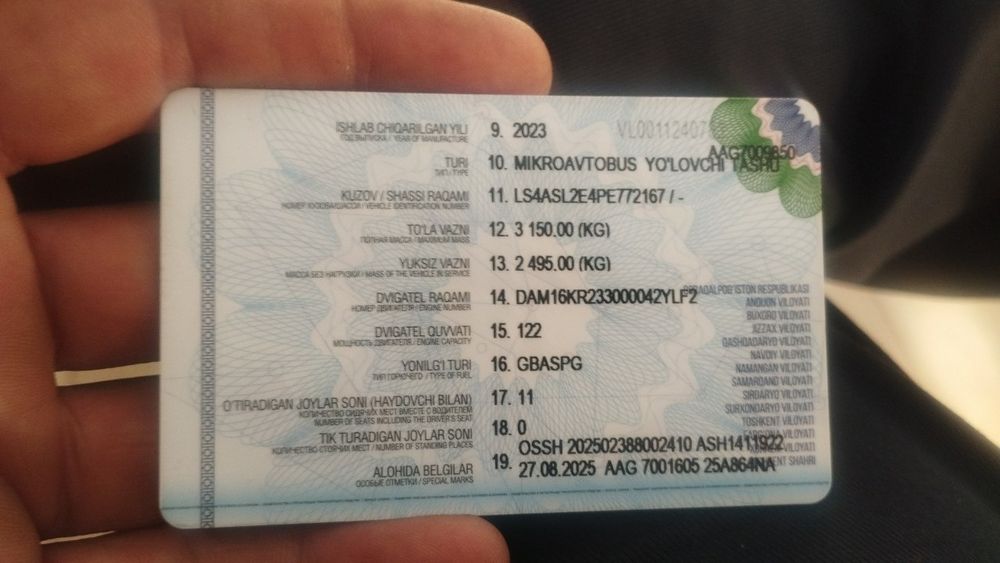 ISHLAB CHIQARILGAN YILI 9. 2023 VL00112407
ГОД ВЫПУСКА / YEAR OF MANUFACTURE
AAG7009850
TURI 10. MIKROAVTOBUS YO'LOVCHI TASHU
ТИП / TYPE
KUZOV / SHASSI RAQAMI 11. LS4ASL2E4PE772167 / -
НОМЕР КУЗОВА/ШАССИ / VEHICLE IDENTIFICATION NUMBER
TO'LA VAZNI 12. 3 150.00 (KG)
ПОЛНАЯ МАССА / MAXIMUM MASS
YUKSIZ VAZNI 13. 2 495.00 (KG)
МАССА БЕЗ НАГРУЗКИ / MASS OF THE VEHICLE IN SERVICE
DVIGATEL RAQAMI 14. DAM16KR233000042YLF2
НОМЕР ДВИГАТЕЛЯ / ENGINE NUMBER
DVIGATEL QUVVATI 15. 122
МОЩНОСТЬ ДВИГАТЕЛЯ / ENGINE CAPACITY
YONILG'I TURI 16. GBASPG
ТИП ГОРЮЧЕГО / TYPE OF FUEL
O'TIRADIGAN JOYLAR SONI (HAYDOVCHI BILAN) 17. 11
КОЛИЧЕСТВО СИДЯЧИХ МЕСТ ВМЕСТЕ С ВОДИТЕЛЕМ
NUMBER OF SEATS INCLUDING THE DRIVER'S SEAT
TIK TURADIGAN JOYLAR SONI 18. 0
КОЛИЧЕСТВО СТОЯЧИХ МЕСТ / NUMBER OF STANDING PLACES
ALOHIDA BELGILAR 19. OSSH 202502388002410 ASH1411922
ОСОБЫЕ ОТМЕТКИ / SPECIAL MARKS
27.08.2025 AAG 7001605 25A864NA
RESPUBLIKASI
ANDIJON VILOYATI
BUXORO VILOYATI
JIZZAX VILOYATI
QASHQADARYO VILOYATI
NAVOIY VILOYATI
NAMANGAN VILOYATI
SAMARQAND VILOYATI
SIRDARYO VILOYATI
SURXONDARYO VILOYATI
TOSHKENT VILOYATI
SHAHRI